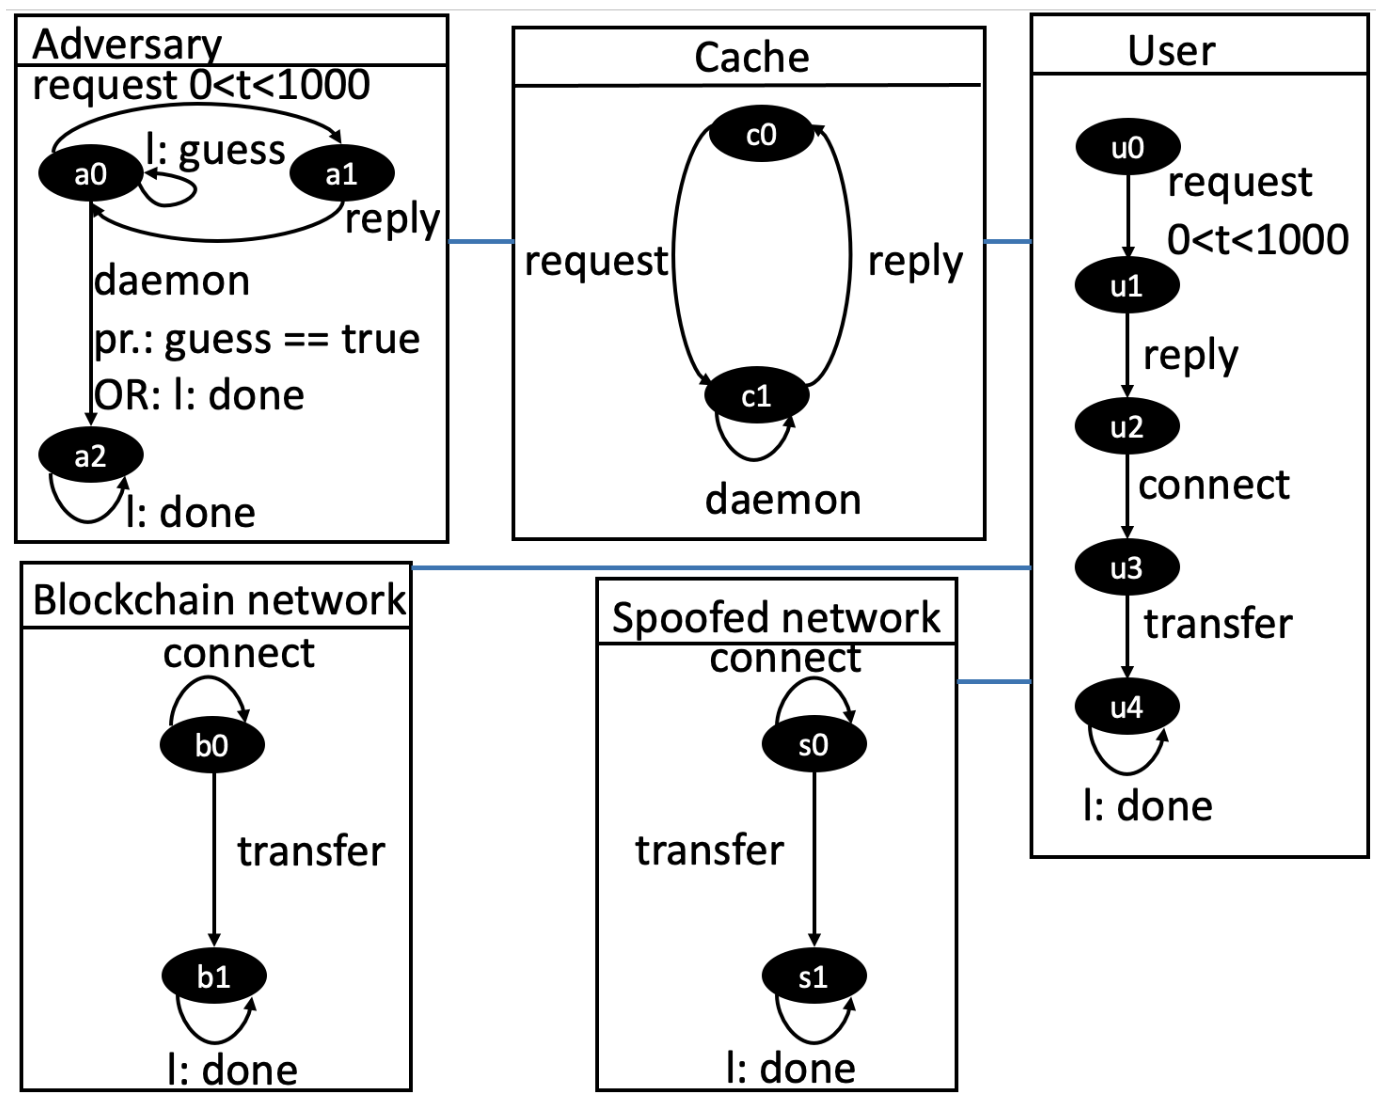 Adversary
request 0<t<1000
l: guess
a0
a1
reply
daemon
pr.: guess == true
OR: l: done
a2
l: done
Cache
c0
request
reply
c1
daemon
User
u0
request
0<t<1000
u1
reply
u2
connect
u3
transfer
u4
l: done
Blockchain network
connect
b0
transfer
b1
l: done
Spoofed network
connect
s0
transfer
s1
l: done